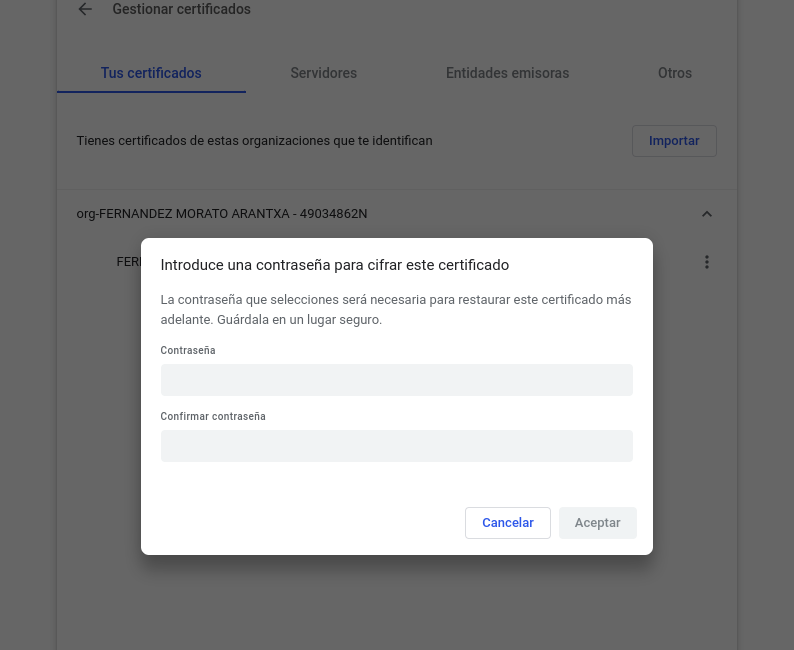 Gestionar certificados
Tus certificados Servidores Entidades emisoras Otros
Tienes certificados de estas organizaciones que te identifican Importar
org-FERNANDEZ MORATO ARANTXA - 49034862N
Introduce una contraseña para cifrar este certificado
La contraseña que selecciones será necesaria para restaurar este certificado más
adelante. Guárdala en un lugar seguro.
Contraseña
Confirmar contraseña
Cancelar Aceptar